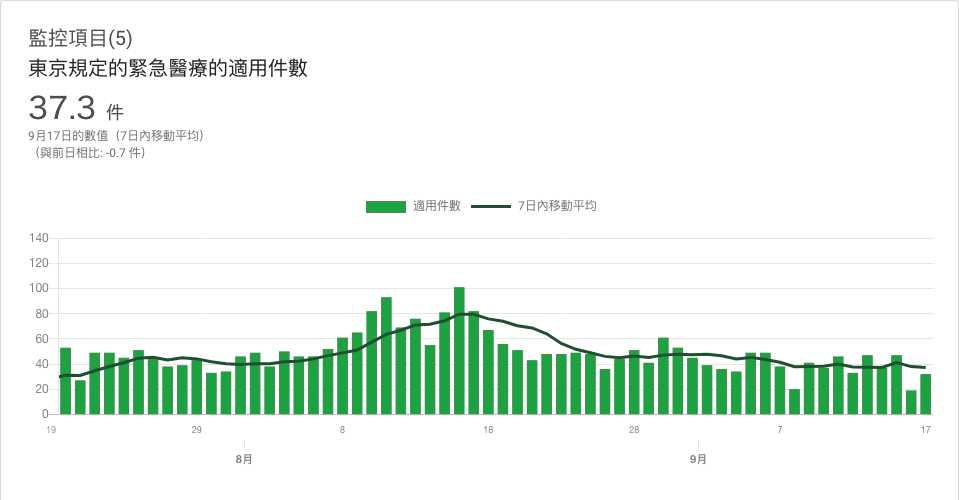 監控項目(5)
東京規定的緊急醫療的適用件數
37.3 件
9月17日的數值（7日內移動平均）
（與前日相比: -0.7 件）
適用件數 7日內移動平均
140
120
100
80
60
40
20
0
19 29 8 18 28 7 17
8月 9月